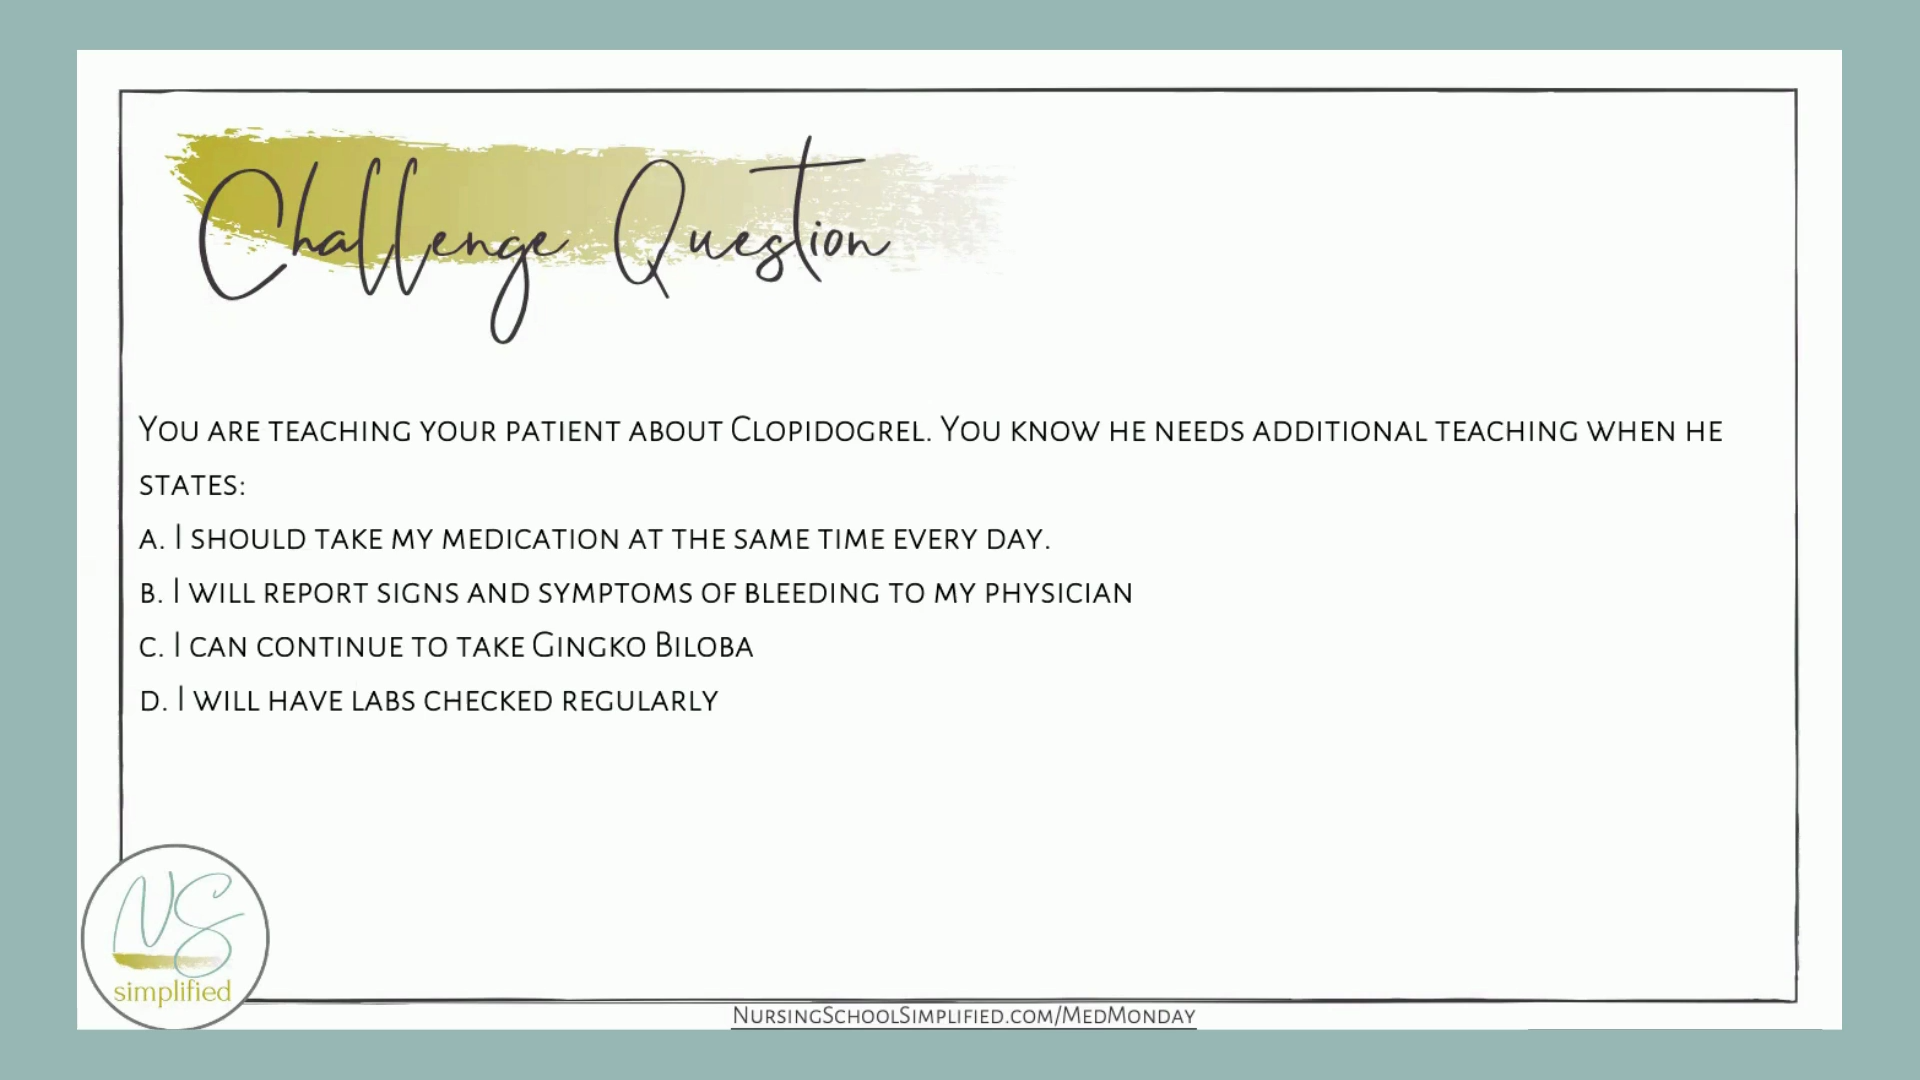 Challenge Question
You are teaching your patient about Clopidogrel. You know he needs additional teaching when he
states:
a. I should take my medication at the same time every day.
b. I will report signs and symptoms of bleeding to my physician
c. I can continue to take Gingko Biloba
d. I will have labs checked regularly
NS
simplified
NursingSchoolSimplified.com/MedMonday